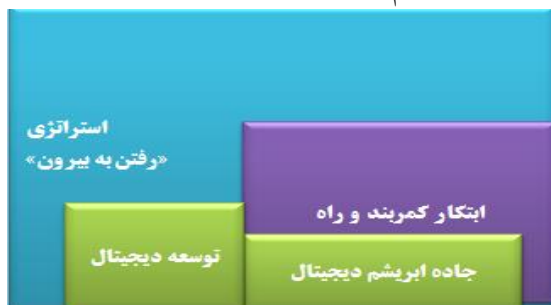 استراتژی
«رفتن به بیرون»
ابتکار کمربند و راه
توسعه دیجیتال
جاده ابریشم دیجیتال